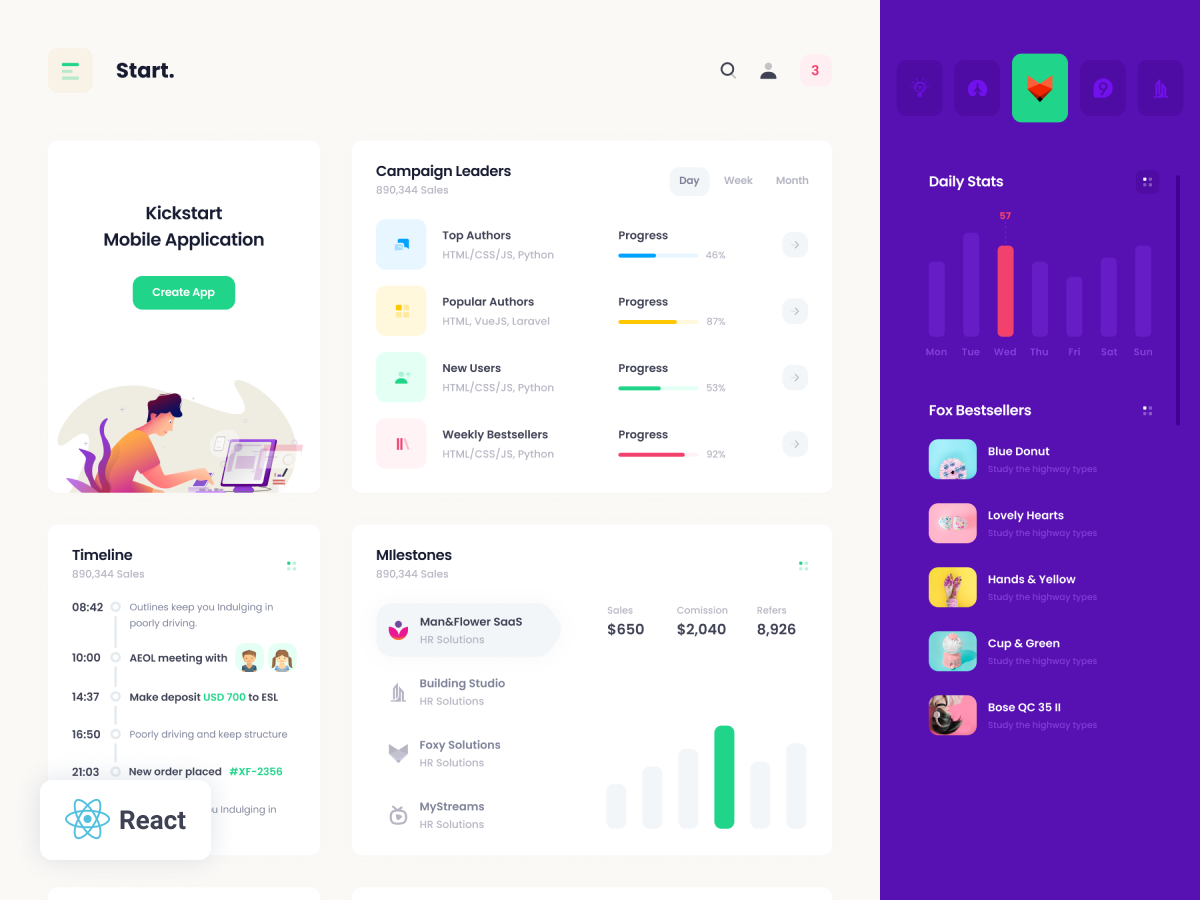 Start.
3
Kickstart
Mobile Application
Create App
Campaign Leaders
890,344 Sales
Day Week Month
Top Authors
HTML/CSS/JS, Python
Progress
46%
Popular Authors
HTML, VueJS, Laravel
Progress
87%
New Users
HTML/CSS/JS, Python
Progress
53%
Weekly Bestsellers
HTML/CSS/JS, Python
Progress
92%
Timeline
890,344 Sales
08:42 Outlines keep you Indulging in
poorly driving.
10:00 AEOL meeting with
14:37 Make deposit USD 700 to ESL
16:50 Poorly driving and keep structure
21:03 New order placed #XF-2356
u Indulging in
React
MIlestones
890,344 Sales
Man&Flower SaaS
HR Solutions
Building Studio
HR Solutions
Foxy Solutions
HR Solutions
MyStreams
HR Solutions
Sales Comission Refers
$650 $2,040 8,926
Daily Stats
57
Mon Tue Wed Thu Fri Sat Sun
Fox Bestsellers
Blue Donut
Study the highway types
Lovely Hearts
Study the highway types
Hands & Yellow
Study the highway types
Cup & Green
Study the highway types
Bose QC 35 II
Study the highway types